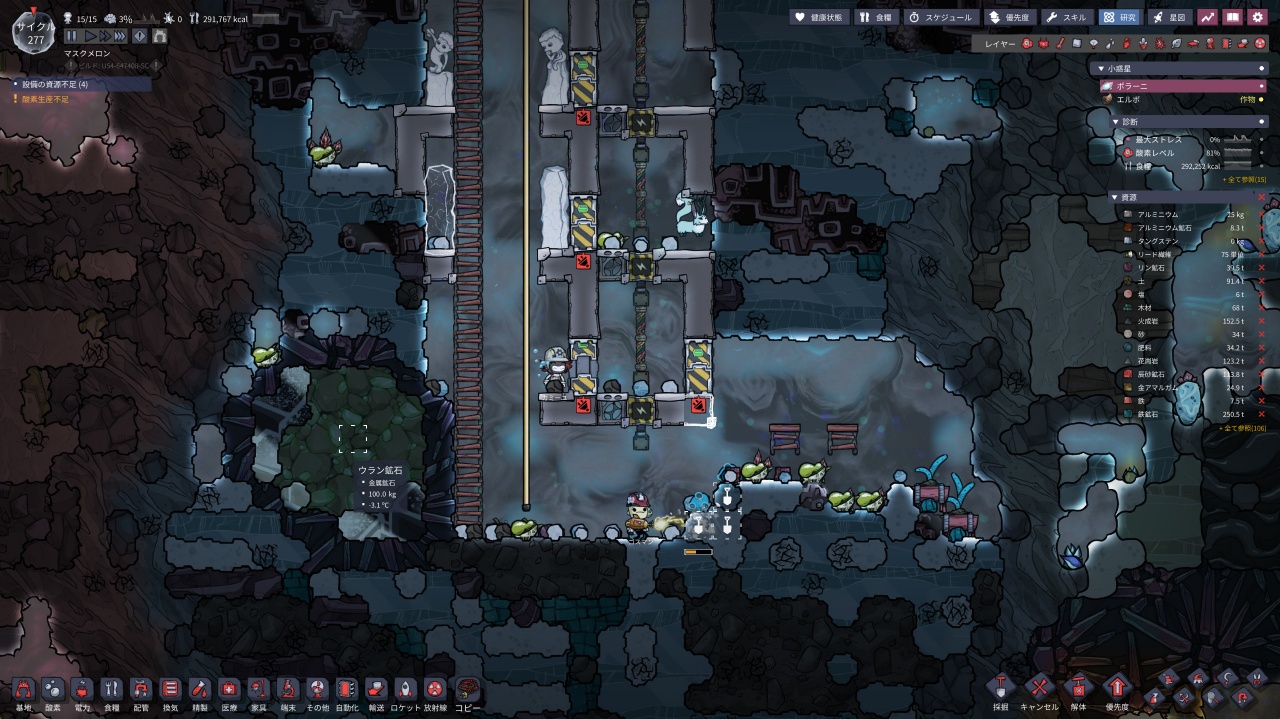 サイクル
277
15/15
3%
0
291,767 kcal
マスクメロン
ビルド: U54-647408-SC
設備の資源不足 (4)
酸素生産不足
健康状態
食糧
スケジュール
優先度
スキル
研究
星図
レイヤー
小惑星
ポラーニ
エルボ
作物
診断
最大ストレス
0%
酸素レベル
81%
食糧
292,252 kcal
+ 全て参照(15)
資源
アルミニウム
25 kg
アルミニウム鉱石
8.3 t
タングステン
0 kg
リード繊維
75 単位
リン鉱石
39.5 t
土
91.4 t
塩
6 t
木材
68 t
火成岩
152.5 t
砂
34 t
肥料
34.2 t
花崗岩
123.2 t
辰砂鉱石
金アマルガム
24.9 t
鉄
7.5 t
鉄鉱石
250.5 t
+ 全て参照(106)
ウラン鉱石
• 金属鉱石
• 100.0 kg
• -3.1 °C
基地
酸素
電力
食糧
配管
換気
精製
医療
家具
端末
その他
自動化
輸送
ロケット
放射線
コピー
採掘
キャンセル
解体
優先度